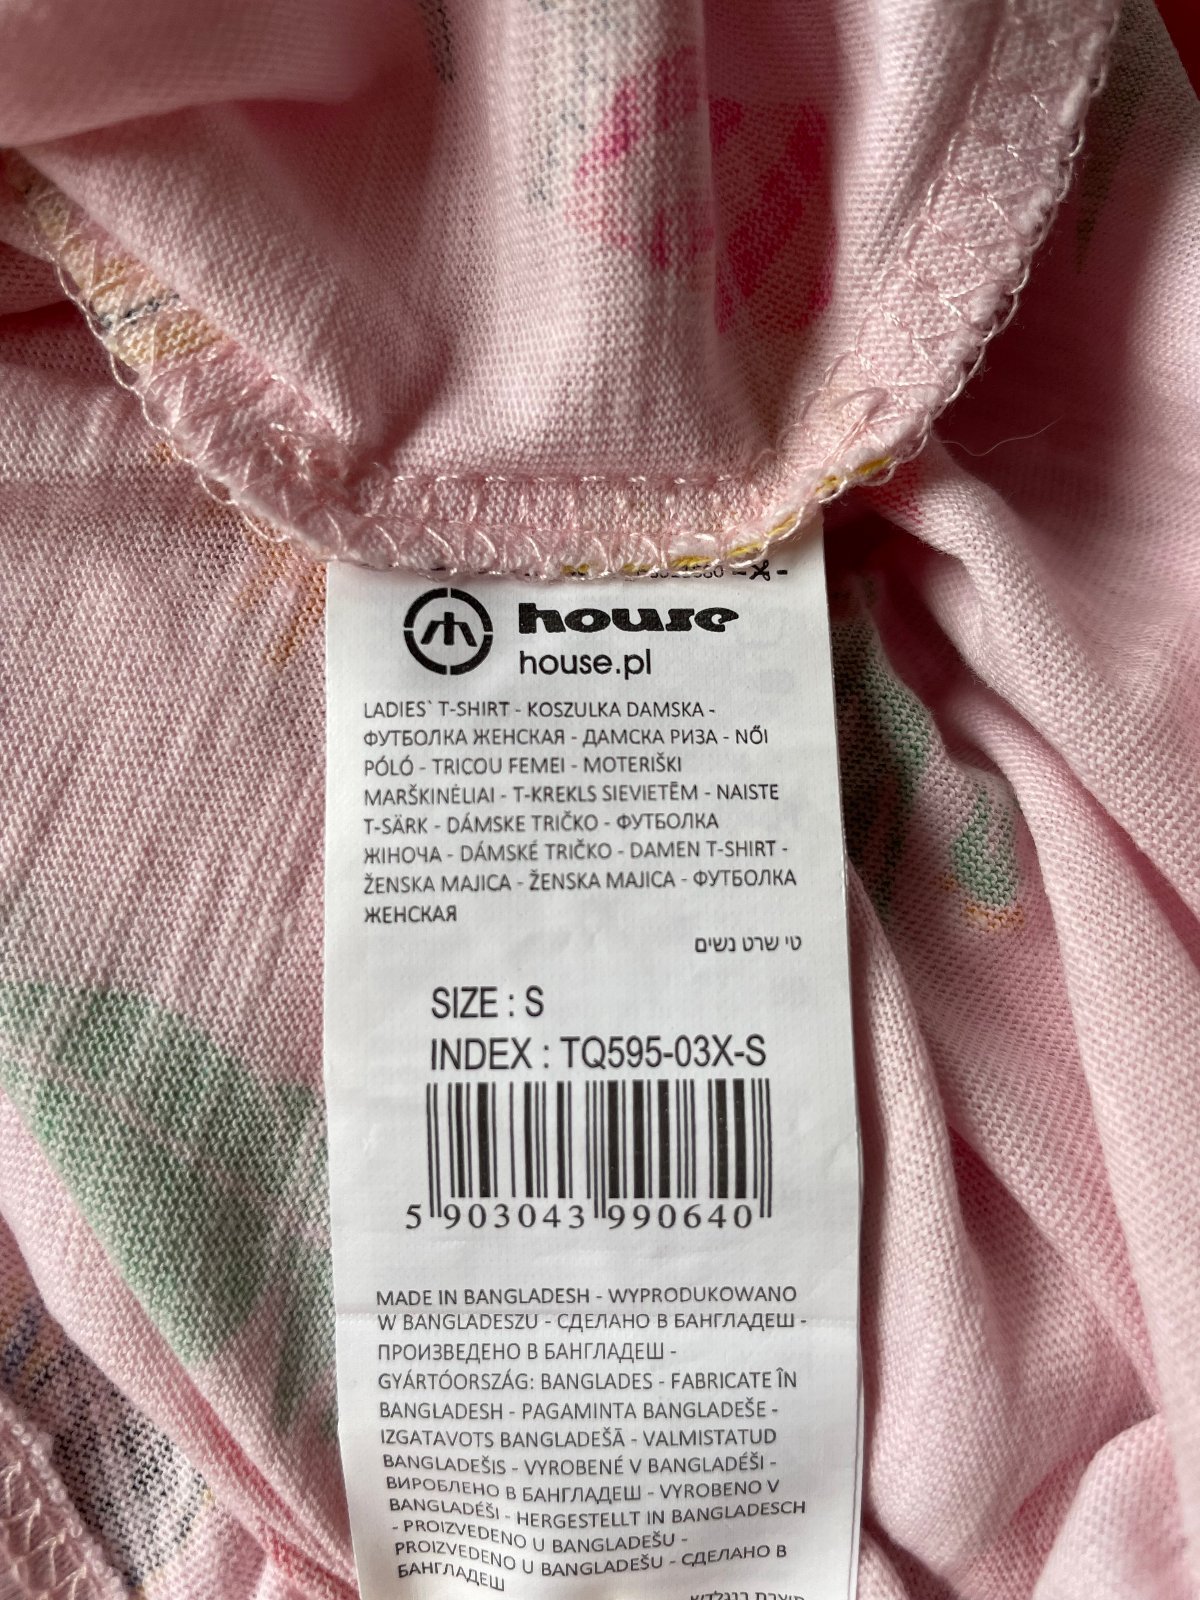 house
house.pl
LADIES` T-SHIRT - KOSZULKA DAMSKA -
ФУТБОЛКА ЖЕНСКАЯ - ДАМСКА РИЗА - NŐI
PÓLÓ - TRICOU FEMEI - MOTERIŠKI
MARŠKINĖLIAI - T-KREKLS SIEVIETĒM - NAISTE
T-SÄRK - DÁMSKE TRIČKO - ФУТБОЛКА
ЖІНОЧА - DÁMSKÉ TRIČKO - DAMEN T-SHIRT -
ŽENSKA MAJICA - ŽENSKA MAJICA - ФУТБОЛКА
ЖЕНСКАЯ
טי שרט נשים
SIZE : S
INDEX : TQ595-03X-S
5 903043 990640
MADE IN BANGLADESH - WYPRODUKOWANO
W BANGLADESZU - СДЕЛАНО В БАНГЛАДЕШ -
ПРОИЗВЕДЕНО В БАНГЛАДЕШ -
GYÁRTÓORSZÁG: BANGLADES - FABRICATE ÎN
BANGLADESH - PAGAMINTA BANGLADEŠE -
IZGATAVOTS BANGLADEŠĀ - VALMISTATUD
BANGLADEŠIS - VYROBENÉ V BANGLADÉŠI -
ВИРОБЛЕНО В БАНГЛАДЕШ - VYROBENO V
BANGLADÉŠI - HERGESTELLT IN BANGLADESCH
- PROIZVEDENO U BANGLADEŠU -
PROIZVEDENO U BANGLADEŠU - СДЕЛАНО В
БАНГЛАДЕШ